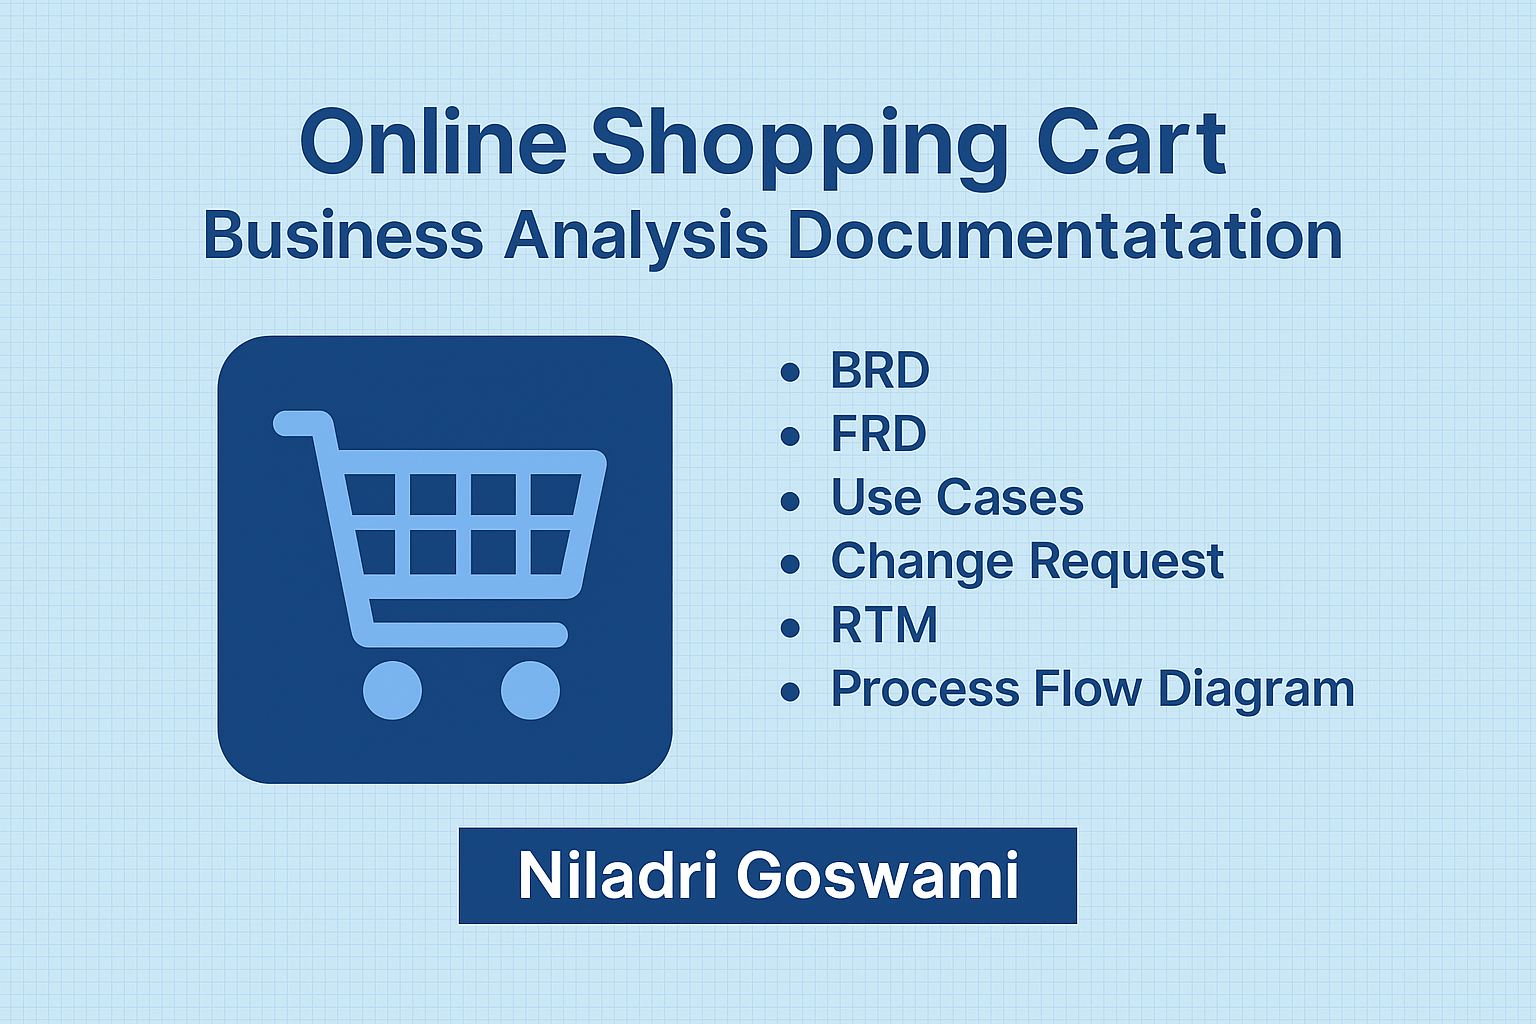 Online Shopping Cart
Business Analysis Documentatation
• BRD
• FRD
• Use Cases
• Change Request
• RTM
• Process Flow Diagram
Niladri Goswami